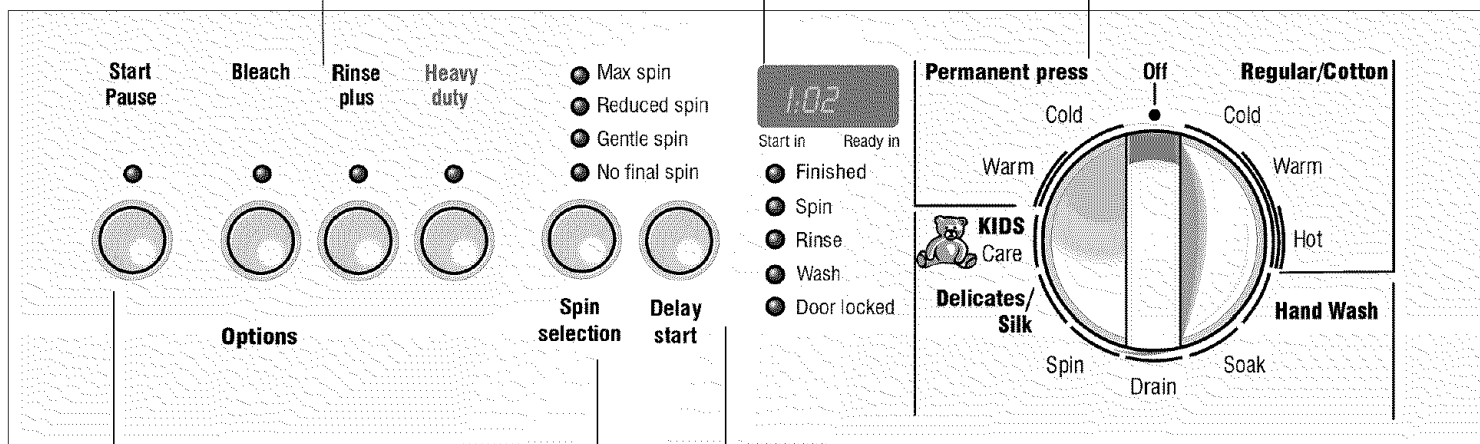 Start
Pause
Bleach
Rinse
plus
Heavy
duty
Options
Max spin
Reduced spin
Gentle spin
No final spin
Spin
selection
Delay
start
1:02
Start in Ready in
Finished
Spin
Rinse
Wash
Door locked
Permanent press
Off
Regular/Cotton
Cold
Cold
Warm
Warm
KIDS
Care
Hot
Delicates/
Silk
Hand Wash
Spin
Drain
Soak